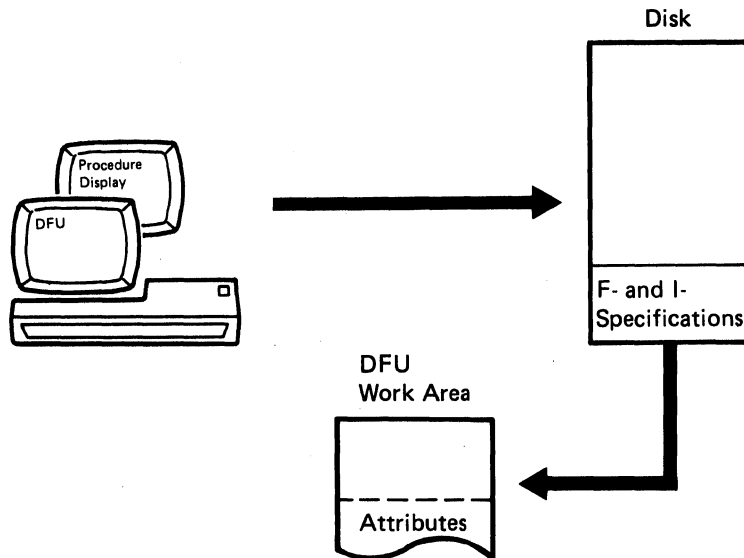 Disk
Procedure
Display
DFU
F- and I-
Specifications
DFU
Work Area
Attributes